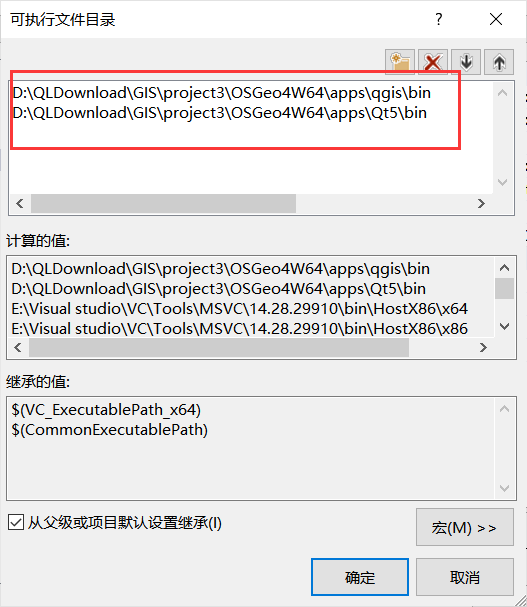 可执行文件目录
D:\QLDownload\GIS\project3\OSGeo4W64\apps\qgis\bin
D:\QLDownload\GIS\project3\OSGeo4W64\apps\Qt5\bin
计算的值:
D:\QLDownload\GIS\project3\OSGeo4W64\apps\qgis\bin
D:\QLDownload\GIS\project3\OSGeo4W64\apps\Qt5\bin
E:\Visual studio\VC\Tools\MSVC\14.28.29910\bin\HostX86\x64
E:\Visual studio\VC\Tools\MSVC\14.28.29910\bin\HostX86\x86
继承的值:
$(VC_ExecutablePath_x64)
$(CommonExecutablePath)
从父级或项目默认设置继承(I)
宏(M) >>
确定 取消